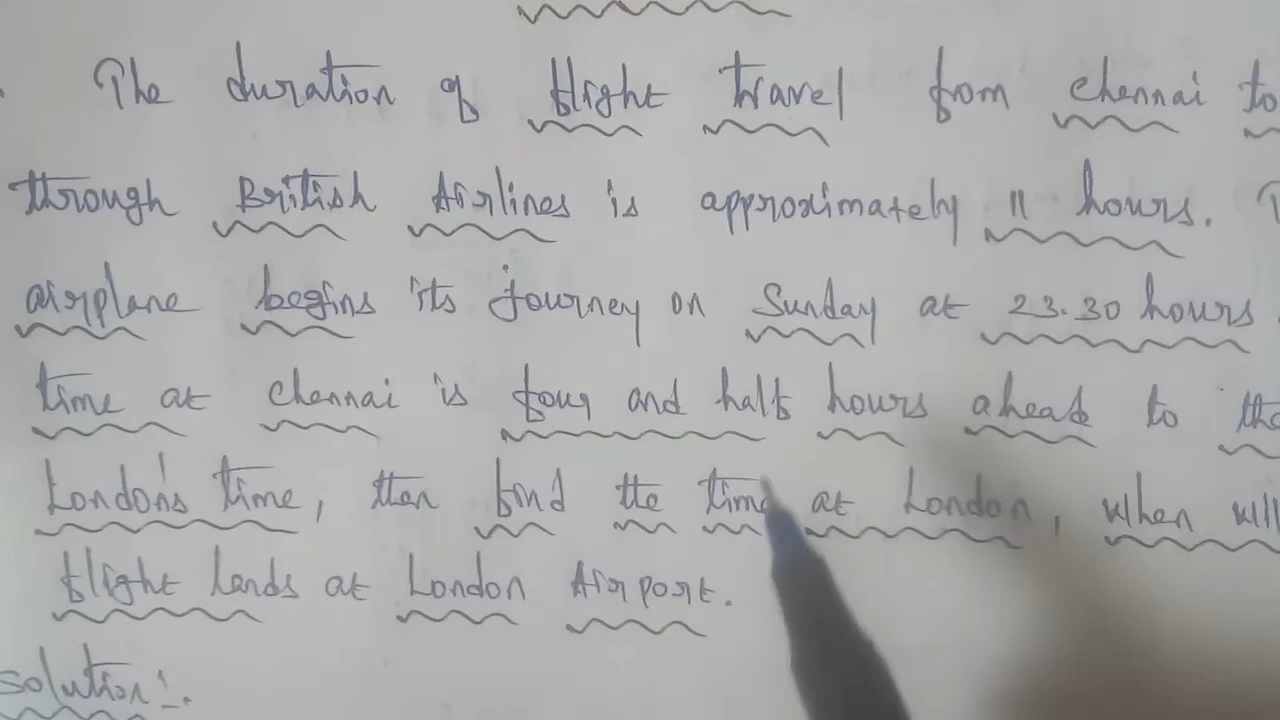 The duration of flight travel from Chennai to
through British Airlines is approximately 11 hours.
airplane begins its journey on Sunday at 23.30 hours.
time at Chennai is four and half hours ahead to the
London's time, then find the time at London, when will
flight lands at London Airport.
Solution:.